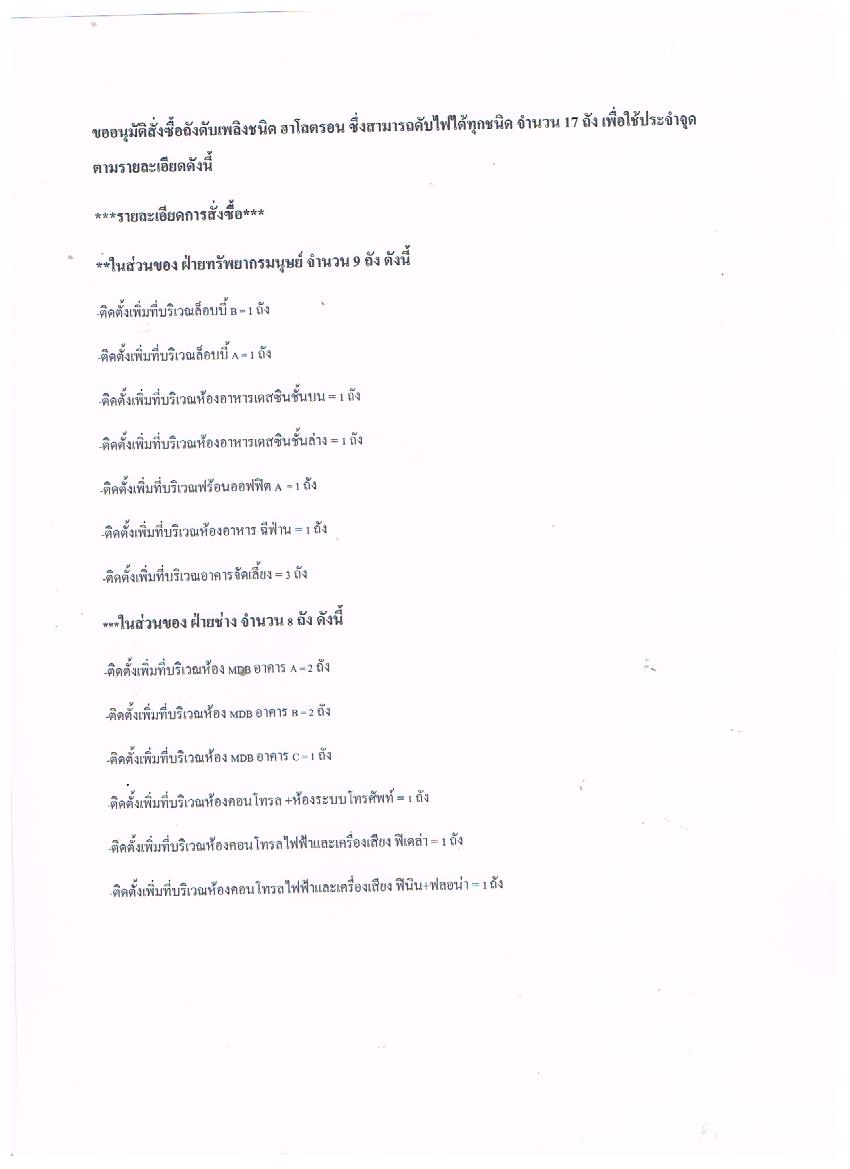 ขออนุมัติสั่งซื้อถังดับเพลิงชนิด ฮาโลตรอน ซึ่งสามารถดับไฟได้ทุกชนิด จำนวน 17 ถัง เพื่อใช้ประจำจุด
ตามรายละเอียดดังนี้
***รายละเอียดการสั่งซื้อ***
**ในส่วนของ ฝ่ายทรัพยากรมนุษย์ จำนวน 9 ถัง ดังนี้
-ติดตั้งเพิ่มที่บริเวณล็อบบี้ B = 1 ถัง
-ติดตั้งเพิ่มที่บริเวณล็อบบี้ A = 1 ถัง
-ติดตั้งเพิ่มที่บริเวณห้องอาหารเดสซินชั้นบน = 1 ถัง
-ติดตั้งเพิ่มที่บริเวณห้องอาหารเดสซินชั้นล่าง = 1 ถัง
-ติดตั้งเพิ่มที่บริเวณฟร้อนออฟฟิต A = 1 ถัง
-ติดตั้งเพิ่มที่บริเวณห้องอาหาร ฉีฟ่าน = 1 ถัง
-ติดตั้งเพิ่มที่บริเวณอาคารจัดเลี้ยง = 3 ถัง
***ในส่วนของ ฝ่ายช่าง จำนวน 8 ถัง ดังนี้
-ติดตั้งเพิ่มที่บริเวณห้อง MDB อาคาร A = 2 ถัง
-ติดตั้งเพิ่มที่บริเวณห้อง MDB อาคาร B = 2 ถัง
-ติดตั้งเพิ่มที่บริเวณห้อง MDB อาคาร C = 1 ถัง
-ติดตั้งเพิ่มที่บริเวณห้องคอนโทรล +ห้องระบบโทรศัพท์ = 1 ถัง
-ติดตั้งเพิ่มที่บริเวณห้องคอนโทรลไฟฟ้าและเครื่องเสียง ฟิเดล่า = 1 ถัง
-ติดตั้งเพิ่มที่บริเวณห้องคอนโทรลไฟฟ้าและเครื่องเสียง ฟีนิน+ฟลอน่า = 1 ถัง